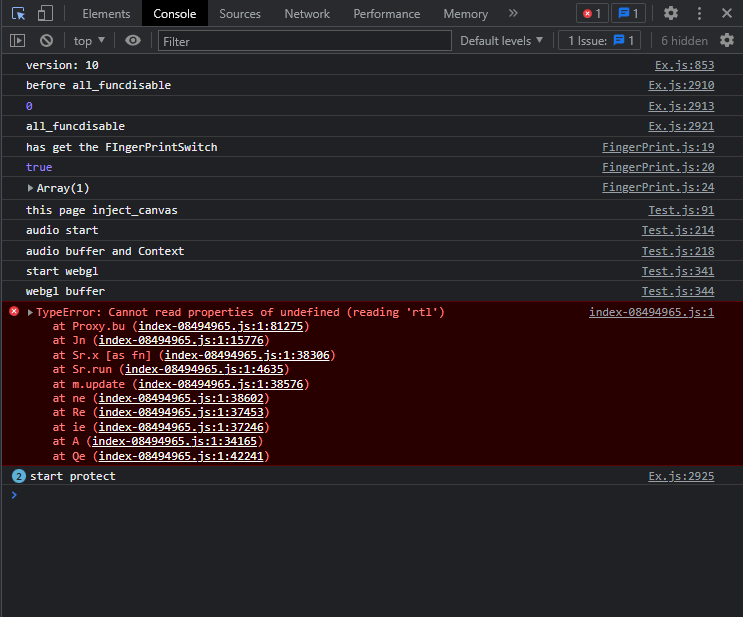 Elements Console Sources Network Performance Memory » 1 1
top Filter Default levels 1 Issue: 1 6 hidden
version: 10 Ex.js:853
before all_funcdisable Ex.js:2910
0 Ex.js:2913
all_funcdisable Ex.js:2921
has get the FIngerPrintSwitch FingerPrint.js:19
true FingerPrint.js:20
Array(1) FingerPrint.js:24
this page inject_canvas Test.js:91
audio start Test.js:214
audio buffer and Context Test.js:218
start webgl Test.js:341
webgl buffer Test.js:344
TypeError: Cannot read properties of undefined (reading 'rtl') index-08494965.js:1
at Proxy.bu (index-08494965.js:1:81275)
at Jn (index-08494965.js:1:15776)
at Sr.x [as fn] (index-08494965.js:1:38306)
at Sr.run (index-08494965.js:1:4635)
at m.update (index-08494965.js:1:38576)
at ne (index-08494965.js:1:38602)
at Re (index-08494965.js:1:37453)
at ie (index-08494965.js:1:37246)
at A (index-08494965.js:1:34165)
at Qe (index-08494965.js:1:42241)
2 start protect Ex.js:2925